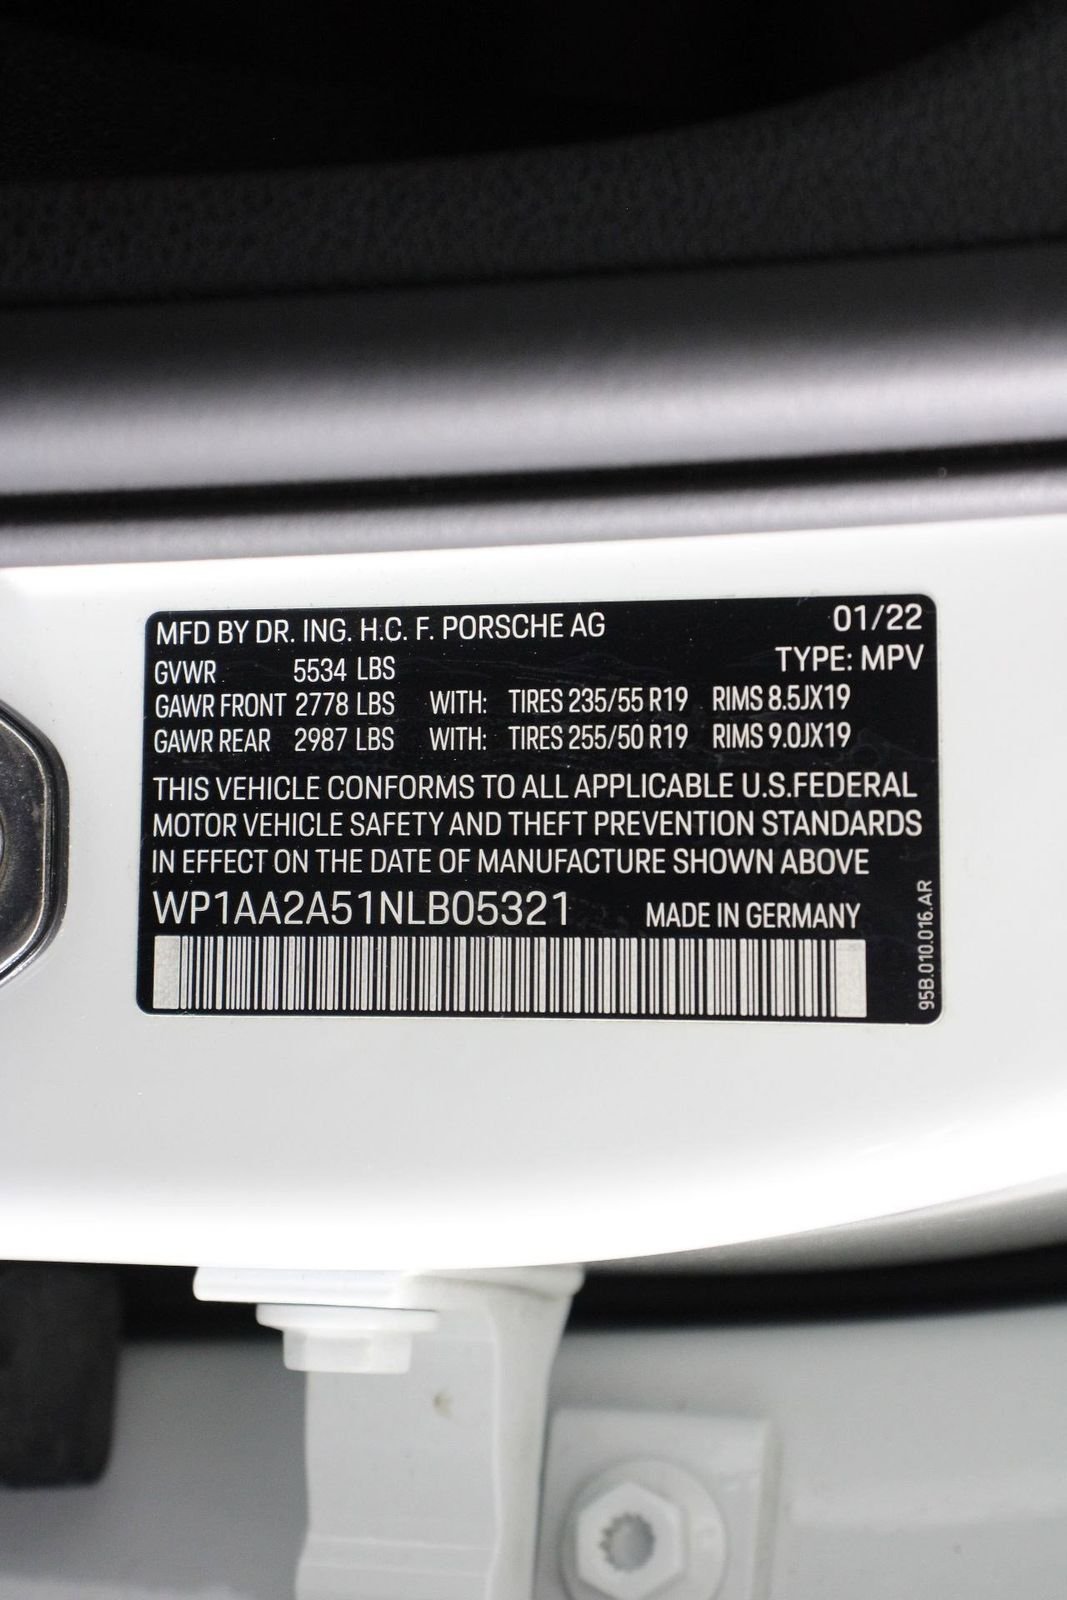 MFD BY DR. ING. H.C. F. PORSCHE AG 01/22
TYPE: MPV
GVWR 5534 LBS
GAWR FRONT 2778 LBS WITH: TIRES 235/55 R19 RIMS 8.5JX19
GAWR REAR 2987 LBS WITH: TIRES 255/50 R19 RIMS 9.0JX19
THIS VEHICLE CONFORMS TO ALL APPLICABLE U.S.FEDERAL
MOTOR VEHICLE SAFETY AND THEFT PREVENTION STANDARDS
IN EFFECT ON THE DATE OF MANUFACTURE SHOWN ABOVE
WP1AA2A51NLB05321 MADE IN GERMANY
95B.010.016.AR